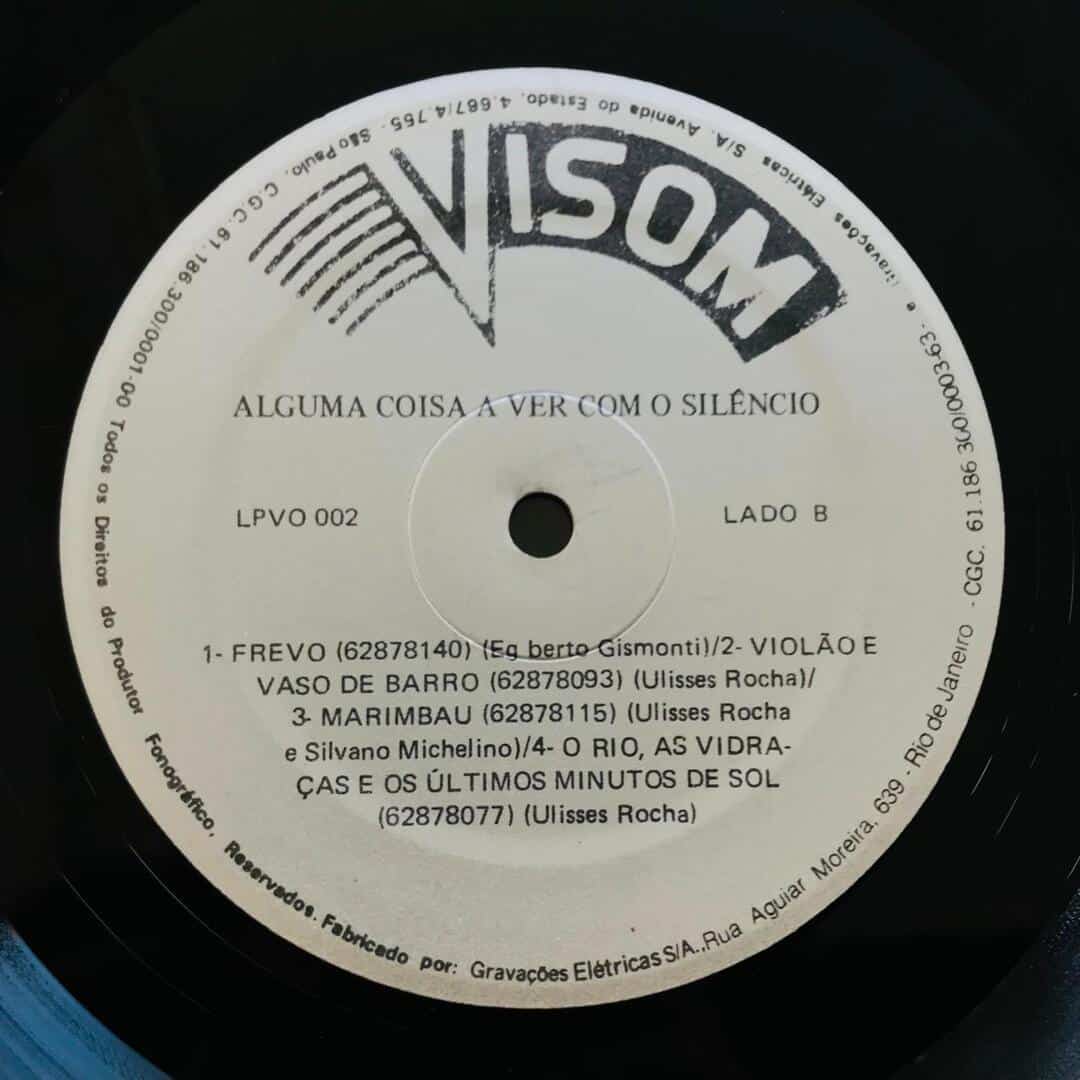 VISOM
ALGUMA COISA A VER COM O SILÊNCIO
LPVO 002
LADO B
1- FREVO (62878140) (Eg berto Gismonti)/2- VIOLÃO E
VASO DE BARRO (62878093) (Ulisses Rocha)/
3- MARIMBAU (62878115) (Ulisses Rocha
e Silvano Michelino)/4- O RIO, AS VIDRA-
ÇAS E OS ÚLTIMOS MINUTOS DE SOL
(62878077) (Ulisses Rocha)
Todos os Direitos do Produtor Fonográfico, Reservados. Fabricado por: Gravações Elétricas S/A.,Rua Aguiar Moreira, 639 - Rio de Janeiro - CGC. 61.186 300/0003-63- e Gravações Elétricas S/A. Avenida do Estado, 4.667/4.755 - São Paulo. C.G.C. 61.186.300/0001-00